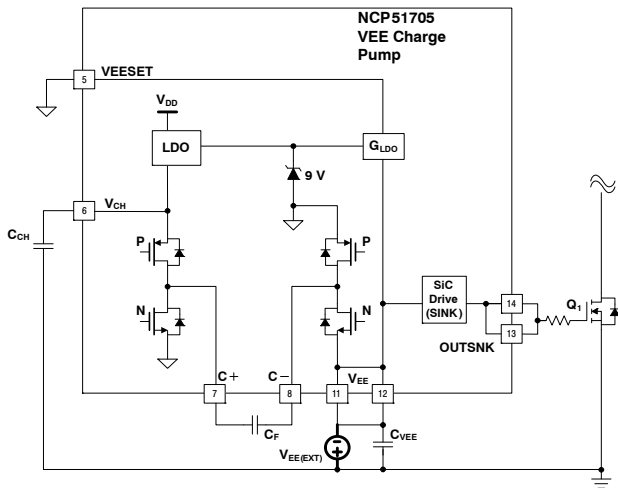 NCP51705
VEE Charge
Pump
5
VEESET
VDD
LDO
GLDO
9 V
6
VCH
CCH
P
P
N
N
SiC
Drive
(SINK)
14
13
Q1
OUTSNK
C+
C−
VEE
7
8
11
12
CF
CVEE
VEE(EXT)